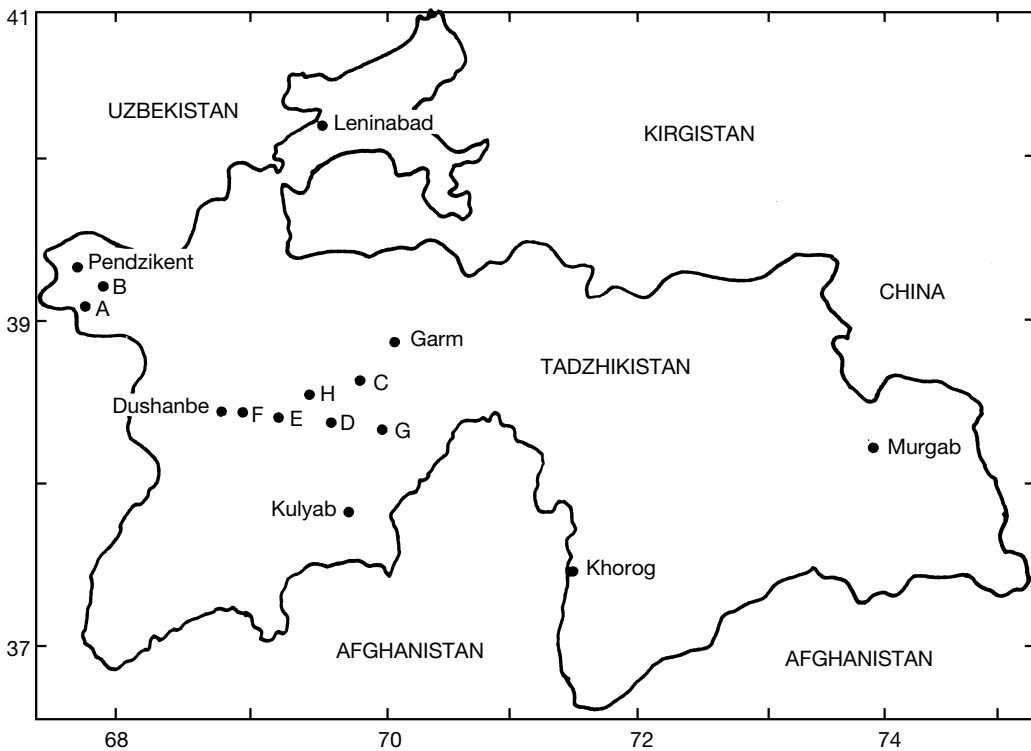 41
UZBEKISTAN
Leninabad
KIRGISTAN
Pendzikent
B
A
CHINA
39
Garm
TADZHIKISTAN
C
H
Dushanbe
F
E
D
G
Murgab
Kulyab
Khorog
37
AFGHANISTAN
AFGHANISTAN
68
70
72
74